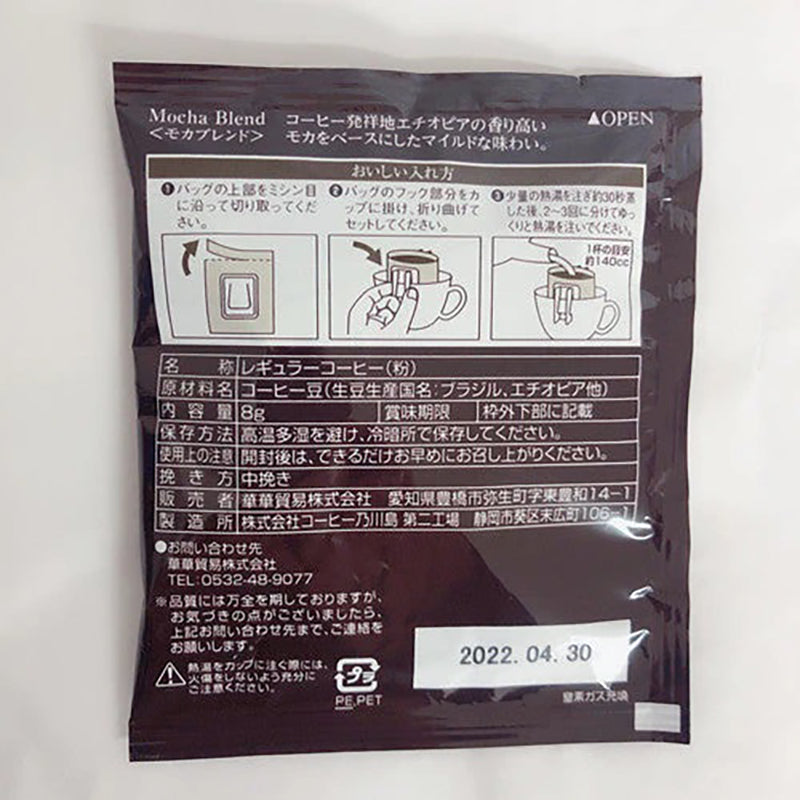 Mocha Blend
<モカブレンド>
コーヒー発祥地エチオピアの香り高い
モカをベースにしたマイルドな味わい。
▲OPEN
おいしい入れ方
❶バッグの上部をミシン目
に沿って切り取ってくだ
さい。
❷バッグのフック部分をカ
ップに掛け、折り曲げて
セットしてください。
❸少量の熱湯を注ぎ約30秒蒸
した後、2〜3回に分けてゆっ
くりと熱湯を注いでください。
1杯の目安
約140cc
名称 レギュラーコーヒー(粉)
原材料名 コーヒー豆(生豆生産国名:ブラジル、エチオピア他)
内容量 8g 賞味期限 枠外下部に記載
保存方法 高温多湿を避け、冷暗所で保存してください。
使用上の注意 開封後は、できるだけお早めにお召し上がりください。
挽き方 中挽き
販売者 華華貿易株式会社 愛知県豊橋市弥生町字東豊和14-1
製造所 株式会社コーヒー乃川島 第二工場 静岡市葵区末広町106-1
●お問い合わせ先
華華貿易株式会社
TEL:0532-48-9077
※品質には万全を期しておりますが、
お気づきの点がございましたら、
上記お問い合わせ先まで、ご連絡を
お願いします。
熱湯をカップに注ぐ際には、
火傷をしないよう充分に
ご注意ください。
プラ
PE,PET
2022.04.30
窒素ガス充填